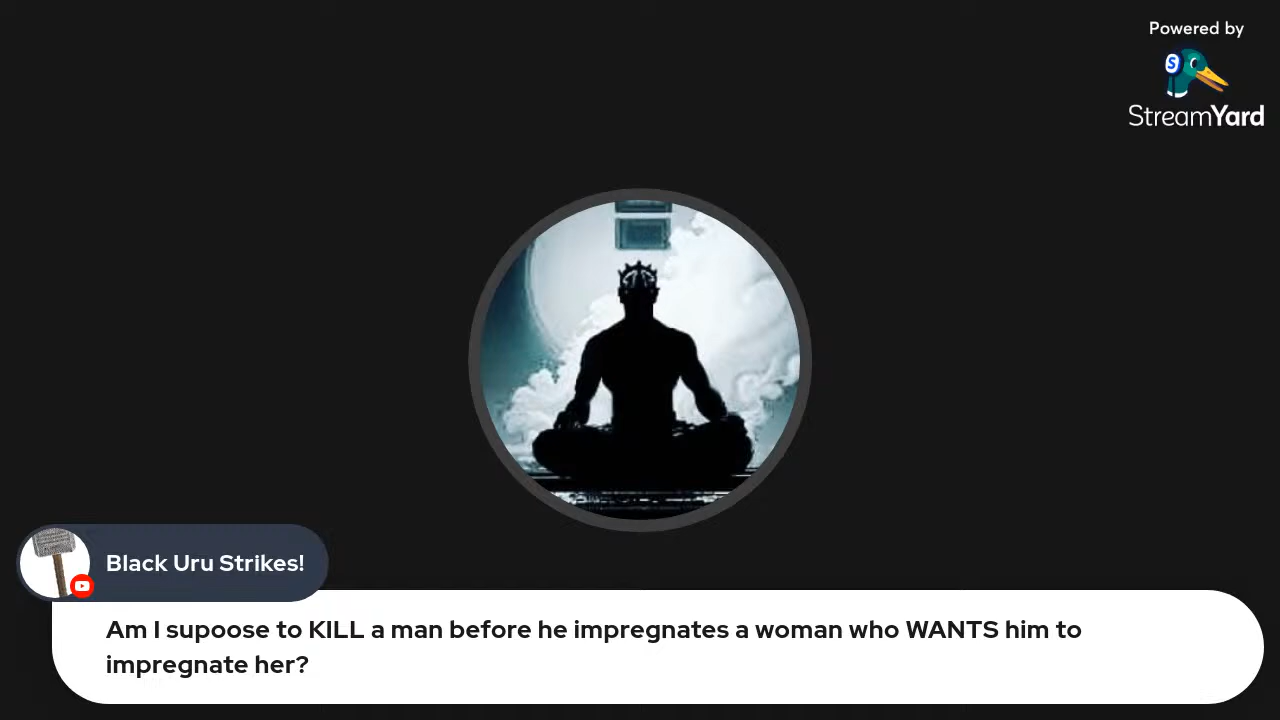 Powered by
S
StreamYard
Black Uru Strikes!
Am I supoose to KILL a man before he impregnates a woman who WANTS him to
impregnate her?